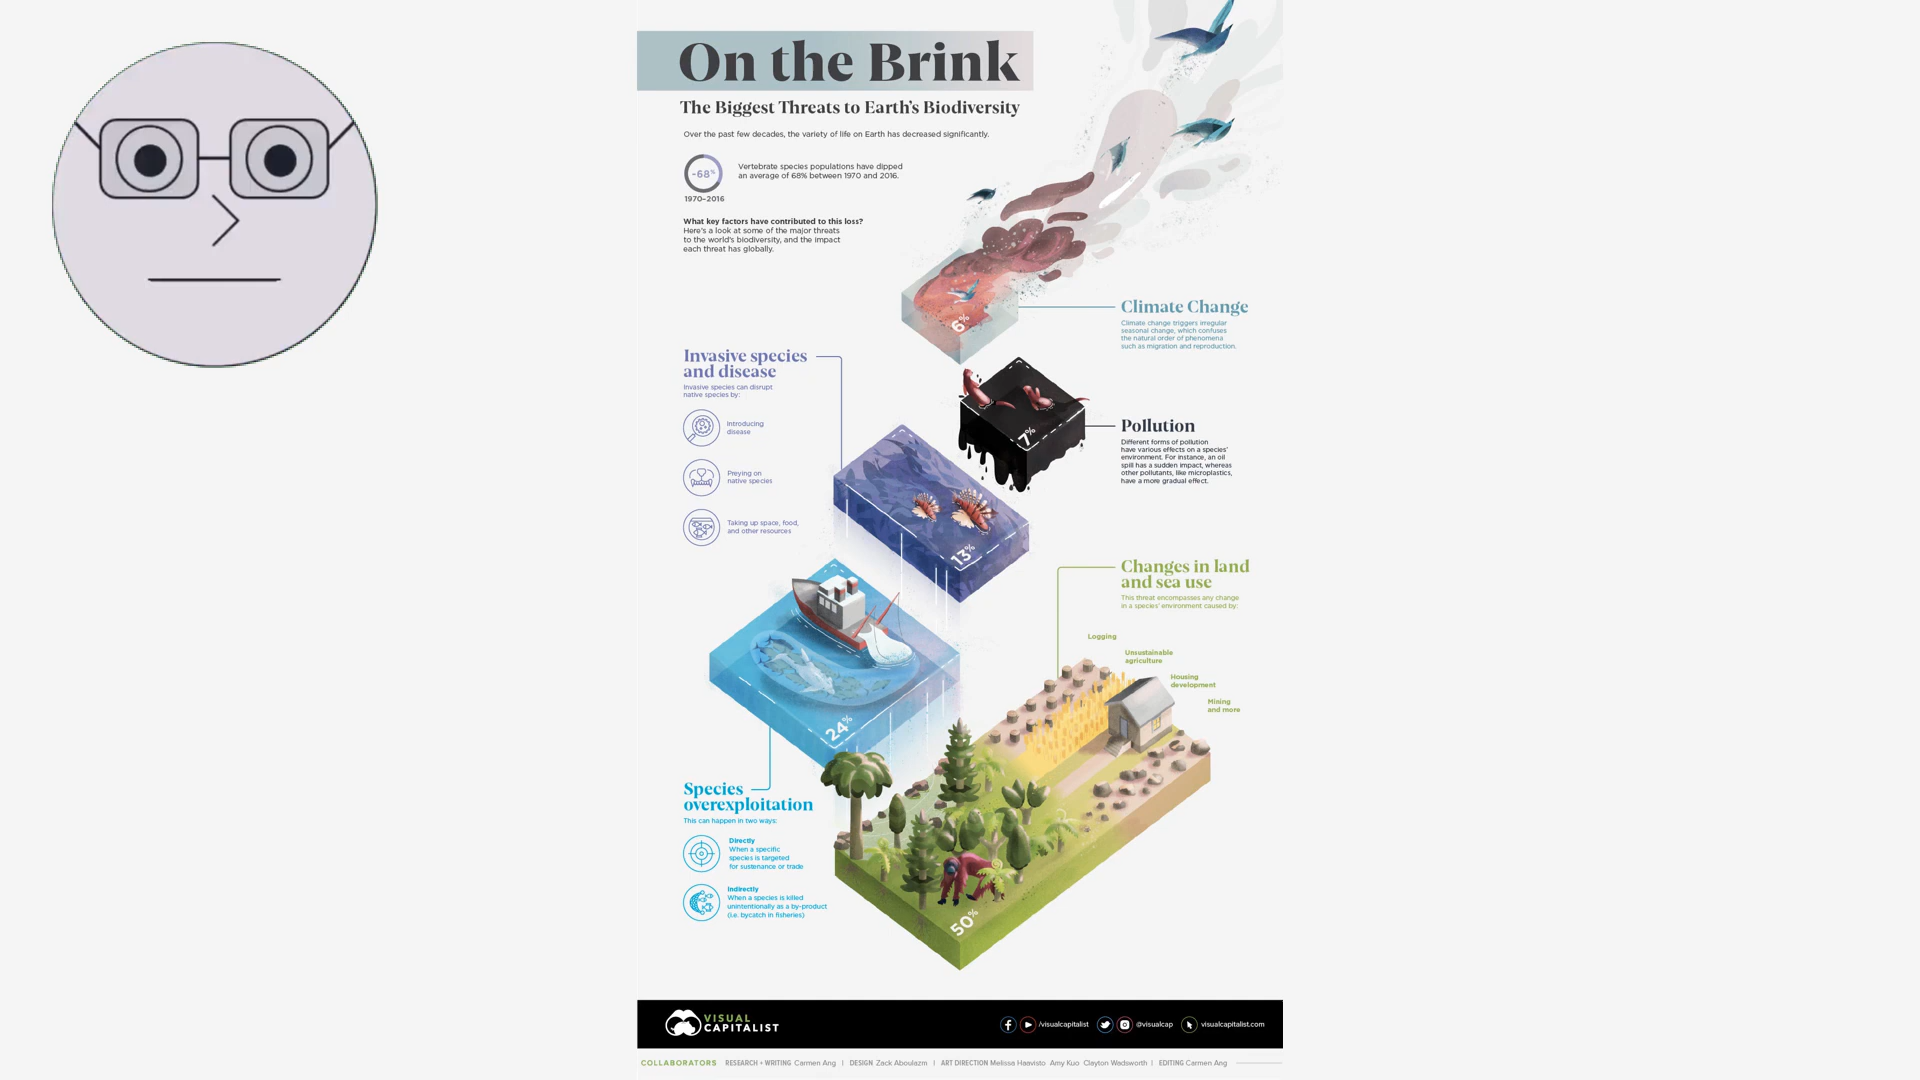 On the Brink
The Biggest Threats to Earth's Biodiversity
Over the past few decades, the variety of life on Earth has decreased significantly.
-68%
1970–2016
Vertebrate species populations have dipped
an average of 68% between 1970 and 2016.
What key factors have contributed to this loss?
Here's a look at some of the major threats
to the world's biodiversity, and the impact
each threat has globally.
6%
Climate Change
Climate change triggers irregular
seasonal change, which confuses
the natural order of phenomena
such as migration and reproduction.
Invasive species
and disease
Invasive species can disrupt
native species by:
Introducing
disease
Preying on
native species
Taking up space, food,
and other resources
7%
Pollution
Different forms of pollution
have various effects on a species'
environment. For instance, an oil
spill has a sudden impact, whereas
other pollutants, like microplastics,
have a more gradual effect.
13%
Changes in land
and sea use
This threat encompasses any change
in a species' environment caused by:
Logging
Unsustainable
agriculture
Housing
development
Mining
and more
24%
Species
overexploitation
This can happen in two ways:
Directly
When a specific
species is targeted
for sustenance or trade
Indirectly
When a species is killed
unintentionally as a by-product
(i.e. bycatch in fisheries)
50%
VISUAL
CAPITALIST
/visualcapitalist @visualcap visualcapitalist.com
COLLABORATORS RESEARCH + WRITING Carmen Ang | DESIGN Zack Aboulazm | ART DIRECTION Melissa Haavisto Amy Kuo Clayton Wadsworth | EDITING Carmen Ang